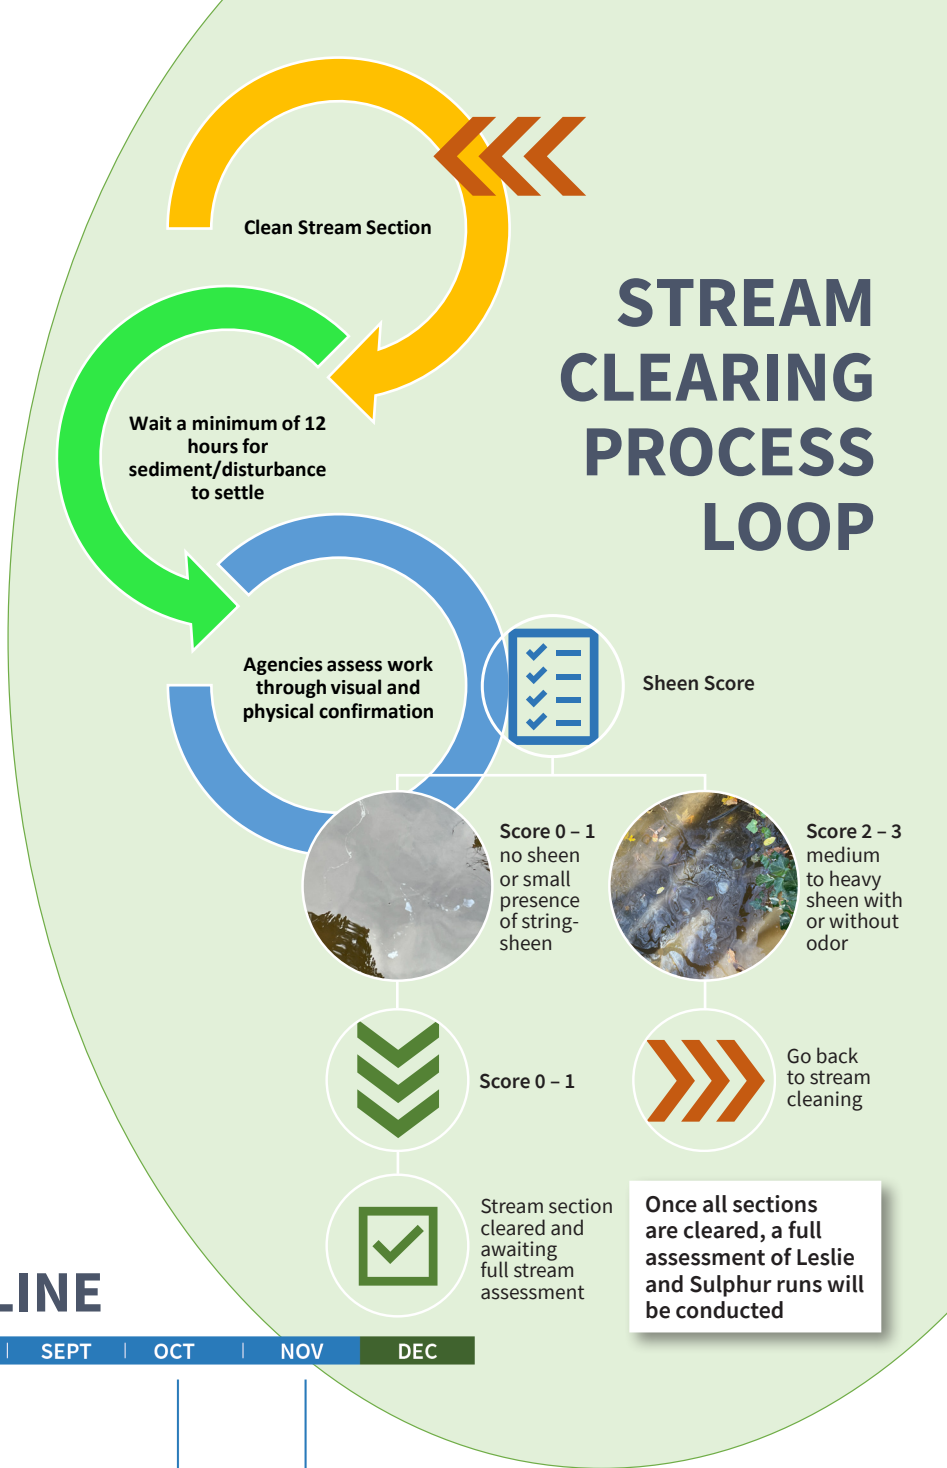 Clean Stream Section
STREAM
CLEARING
PROCESS
LOOP
Wait a minimum of 12
hours for
sediment/disturbance
to settle
Agencies assess work
through visual and
physical confirmation
Sheen Score
Score 0 – 1
no sheen
or small
presence
of string-
sheen
Score 2 – 3
medium
to heavy
sheen with
or without
odor
Score 0 – 1
Go back
to stream
cleaning
Stream section
cleared and
awaiting
full stream
assessment
Once all sections
are cleared, a full
assessment of Leslie
and Sulphur runs will
be conducted
LINE
SEPT OCT NOV DEC